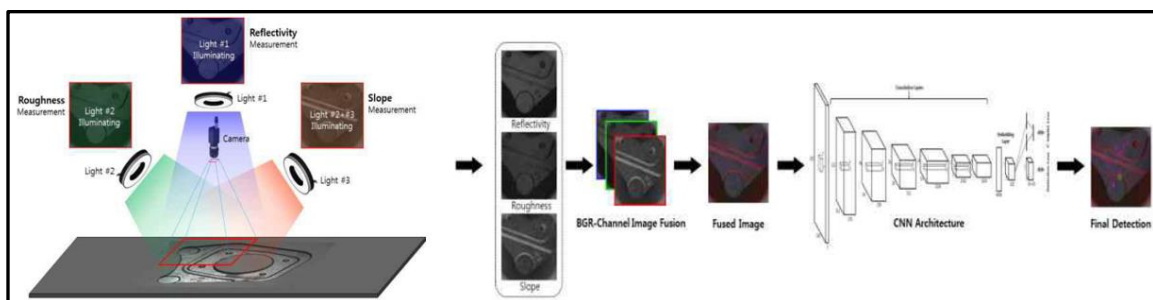 Reflectivity
Measurement
Light #1
Illuminating
Roughness
Measurement
Light #2
Illuminating
Slope
Measurement
Light #2+#3
Illuminating
Light #1
Camera
Light #2
Light #3
Reflectivity
Roughness
Slope
BGR-Channel Image Fusion
Fused Image
CNN Architecture
Final Detection